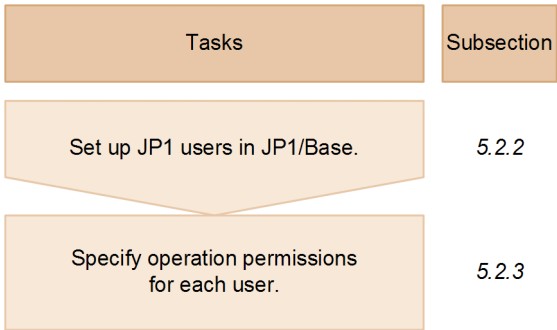 Tasks
Subsection
Set up JP1 users in JP1/Base.
5.2.2
Specify operation permissions
for each user.
5.2.3